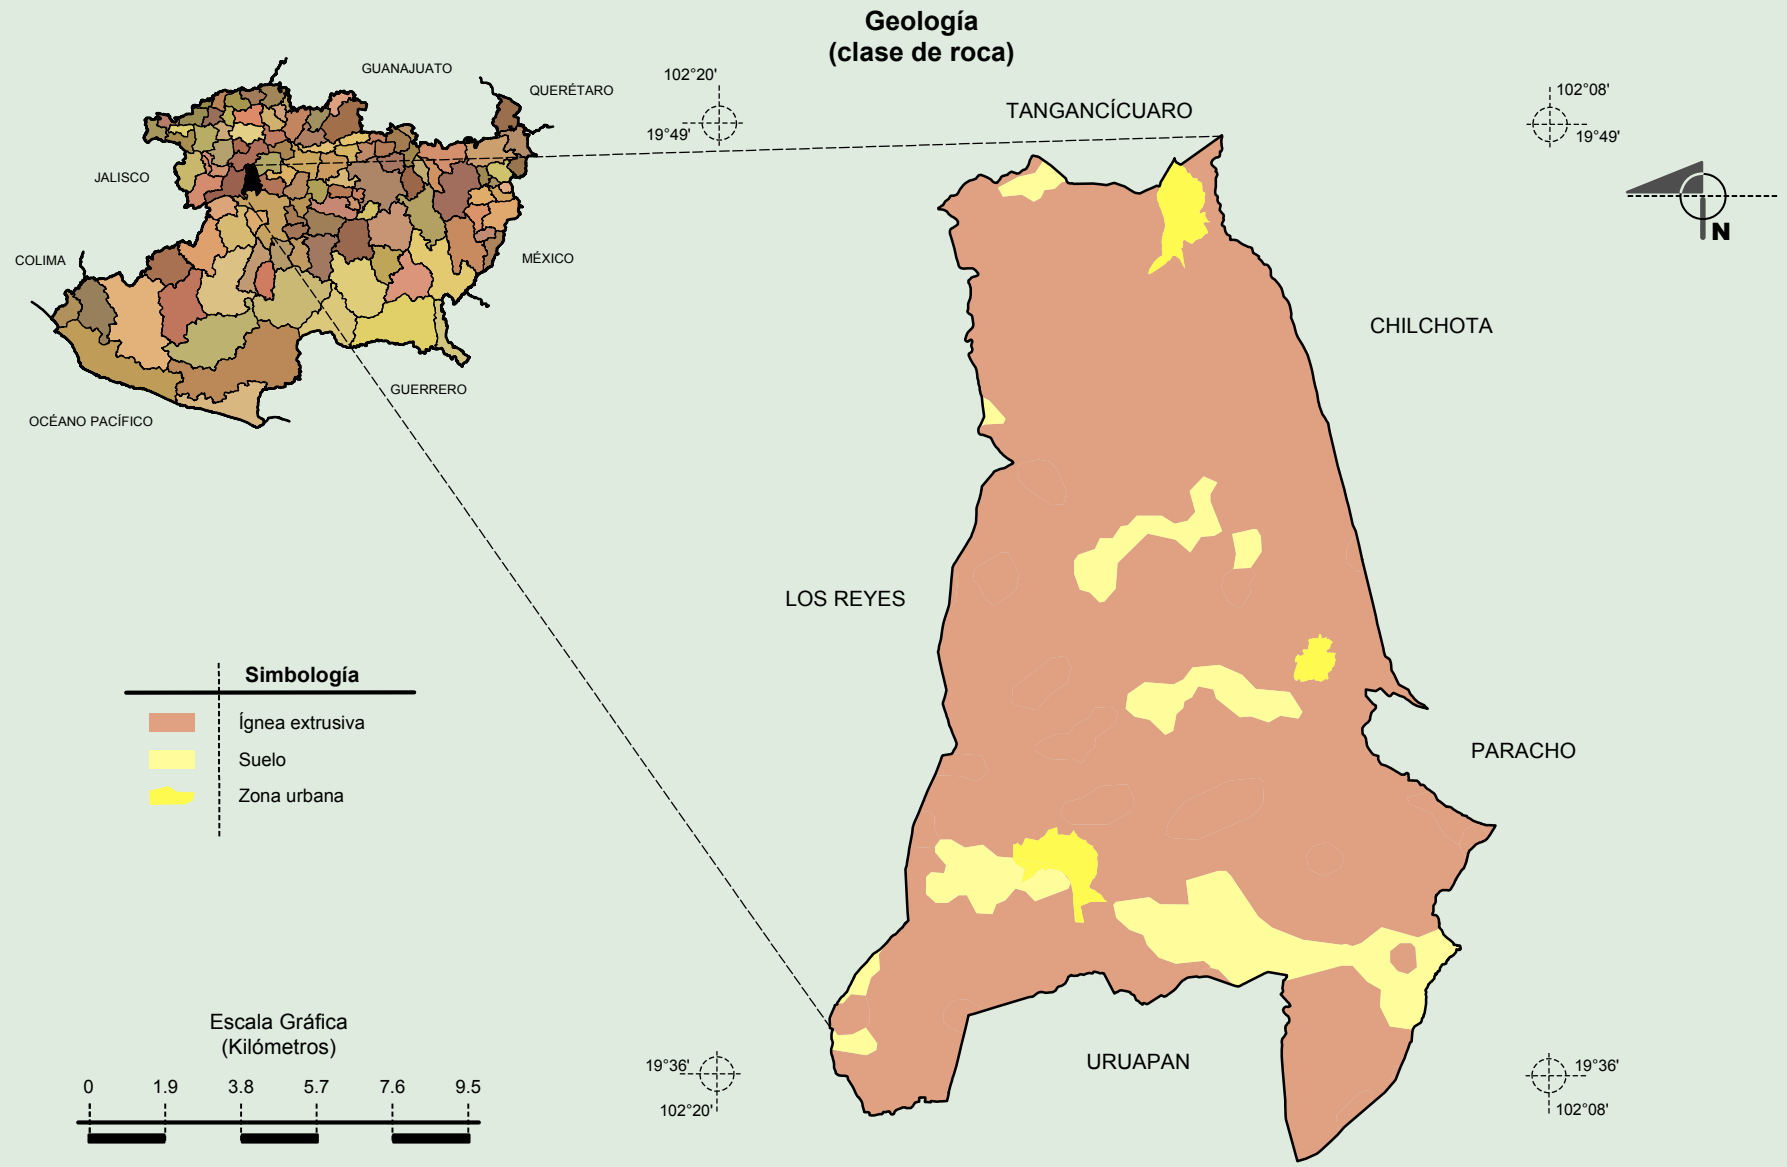 Geología
(clase de roca)
GUANAJUATO
QUERÉTARO
JALISCO
COLIMA
MÉXICO
GUERRERO
OCÉANO PACÍFICO
102°20'
19°49'
TANGANCÍCUARO
102°08'
19°49'
N
CHILCHOTA
LOS REYES
PARACHO
URUAPAN
Simbología
Ígnea extrusiva
Suelo
Zona urbana
Escala Gráfica
(Kilómetros)
0 1.9 3.8 5.7 7.6 9.5
19°36'
102°20'
19°36'
102°08'